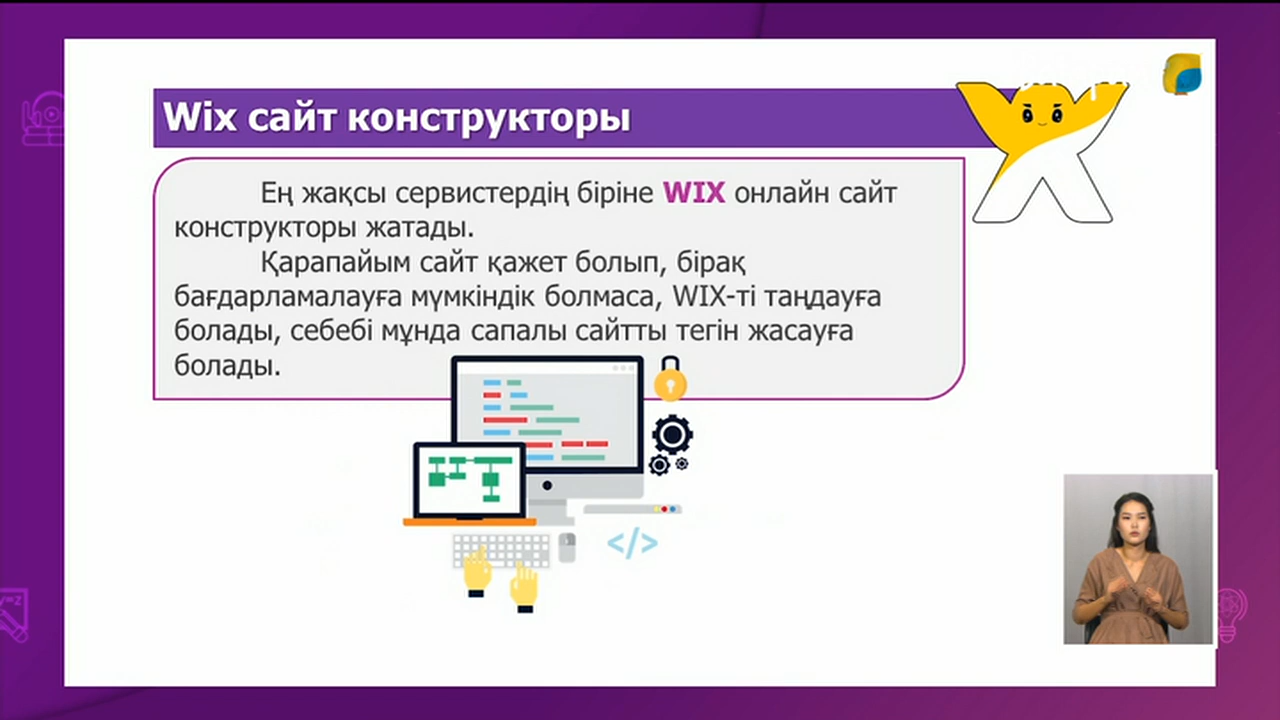 Wix сайт конструкторы
Ең жақсы сервистердің біріне WIX онлайн сайт
конструкторы жатады.
Қарапайым сайт қажет болып, бірақ
бағдарламалауға мүмкіндік болмаса, WIX-ті таңдауға
болады, себебі мұнда сапалы сайтты тегін жасауға
болады.
</>
y=z